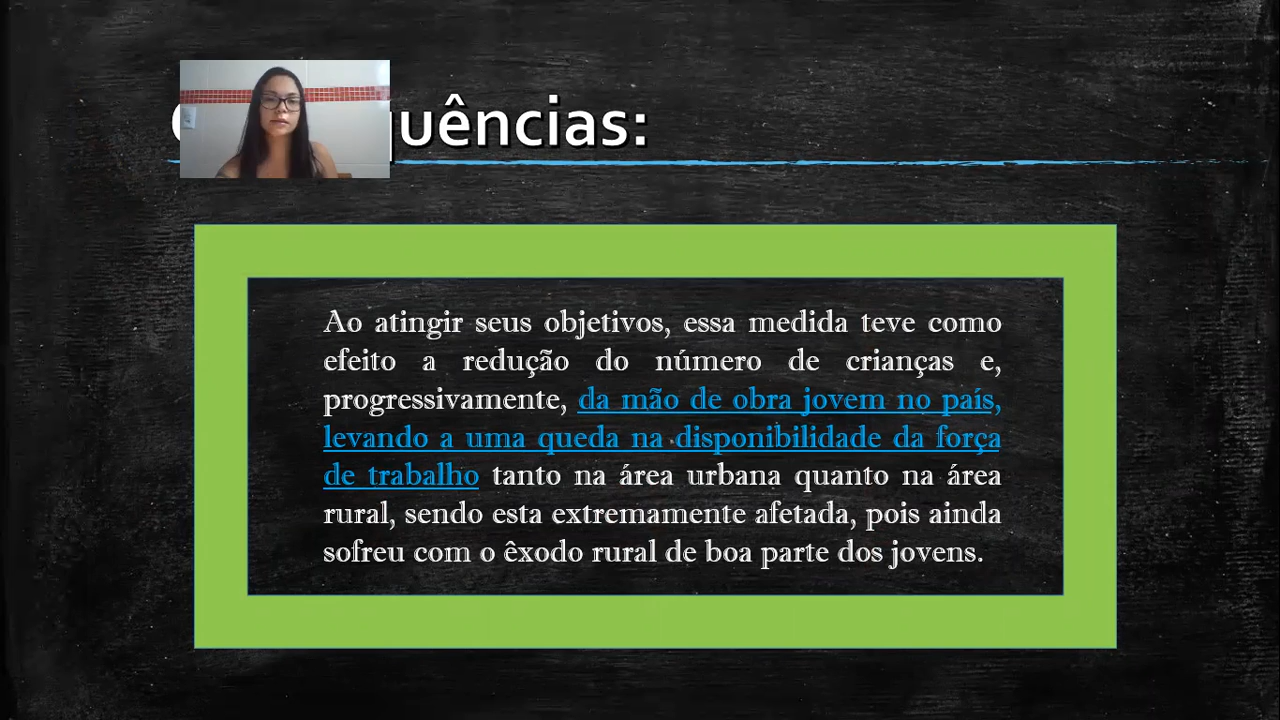 quências:
Ao atingir seus objetivos, essa medida teve como
efeito a redução do número de crianças e,
progressivamente, da mão de obra jovem no país,
levando a uma queda na disponibilidade da força
de trabalho tanto na área urbana quanto na área
rural, sendo esta extremamente afetada, pois ainda
sofreu com o êxodo rural de boa parte dos jovens.